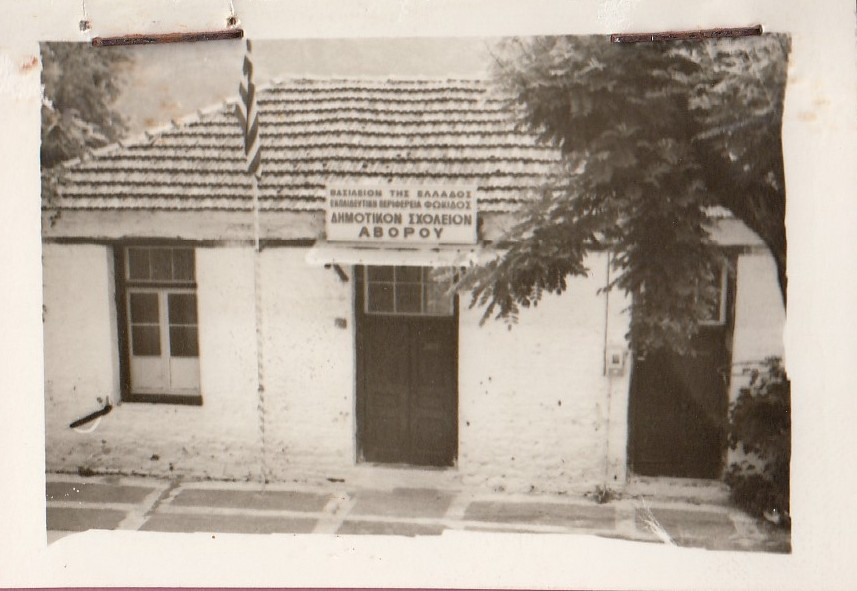 ΒΑΣΙΛΕΙΟΝ ΤΗΣ ΕΛΛΑΔΟΣ
ΕΚΠΑΙΔΕΥΤΙΚΗ ΠΕΡΙΦΕΡΕΙΑ ΦΩΚΙΔΟΣ
ΔΗΜΟΤΙΚΟΝ ΣΧΟΛΕΙΟΝ
ΑΒΟΡΟΥ